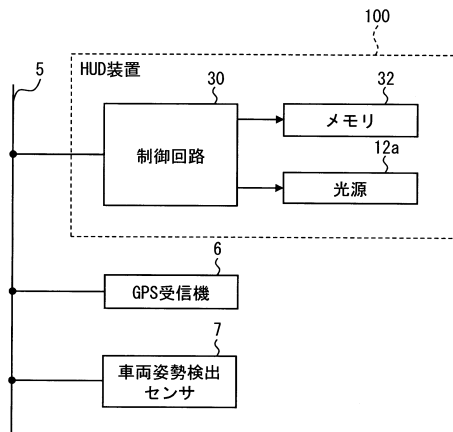 100
5
HUD装置
30
32
制御回路
メモリ
12a
光源
6
GPS受信機
7
車両姿勢検出
センサ